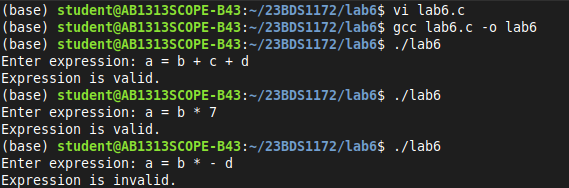 (base) student@AB1313SCOPE-B43:~/23BDS1172/lab6$ vi lab6.c
(base) student@AB1313SCOPE-B43:~/23BDS1172/lab6$ gcc lab6.c -o lab6
(base) student@AB1313SCOPE-B43:~/23BDS1172/lab6$ ./lab6
Enter expression: a = b + c + d
Expression is valid.
(base) student@AB1313SCOPE-B43:~/23BDS1172/lab6$ ./lab6
Enter expression: a = b * 7
Expression is valid.
(base) student@AB1313SCOPE-B43:~/23BDS1172/lab6$ ./lab6
Enter expression: a = b * - d
Expression is invalid.